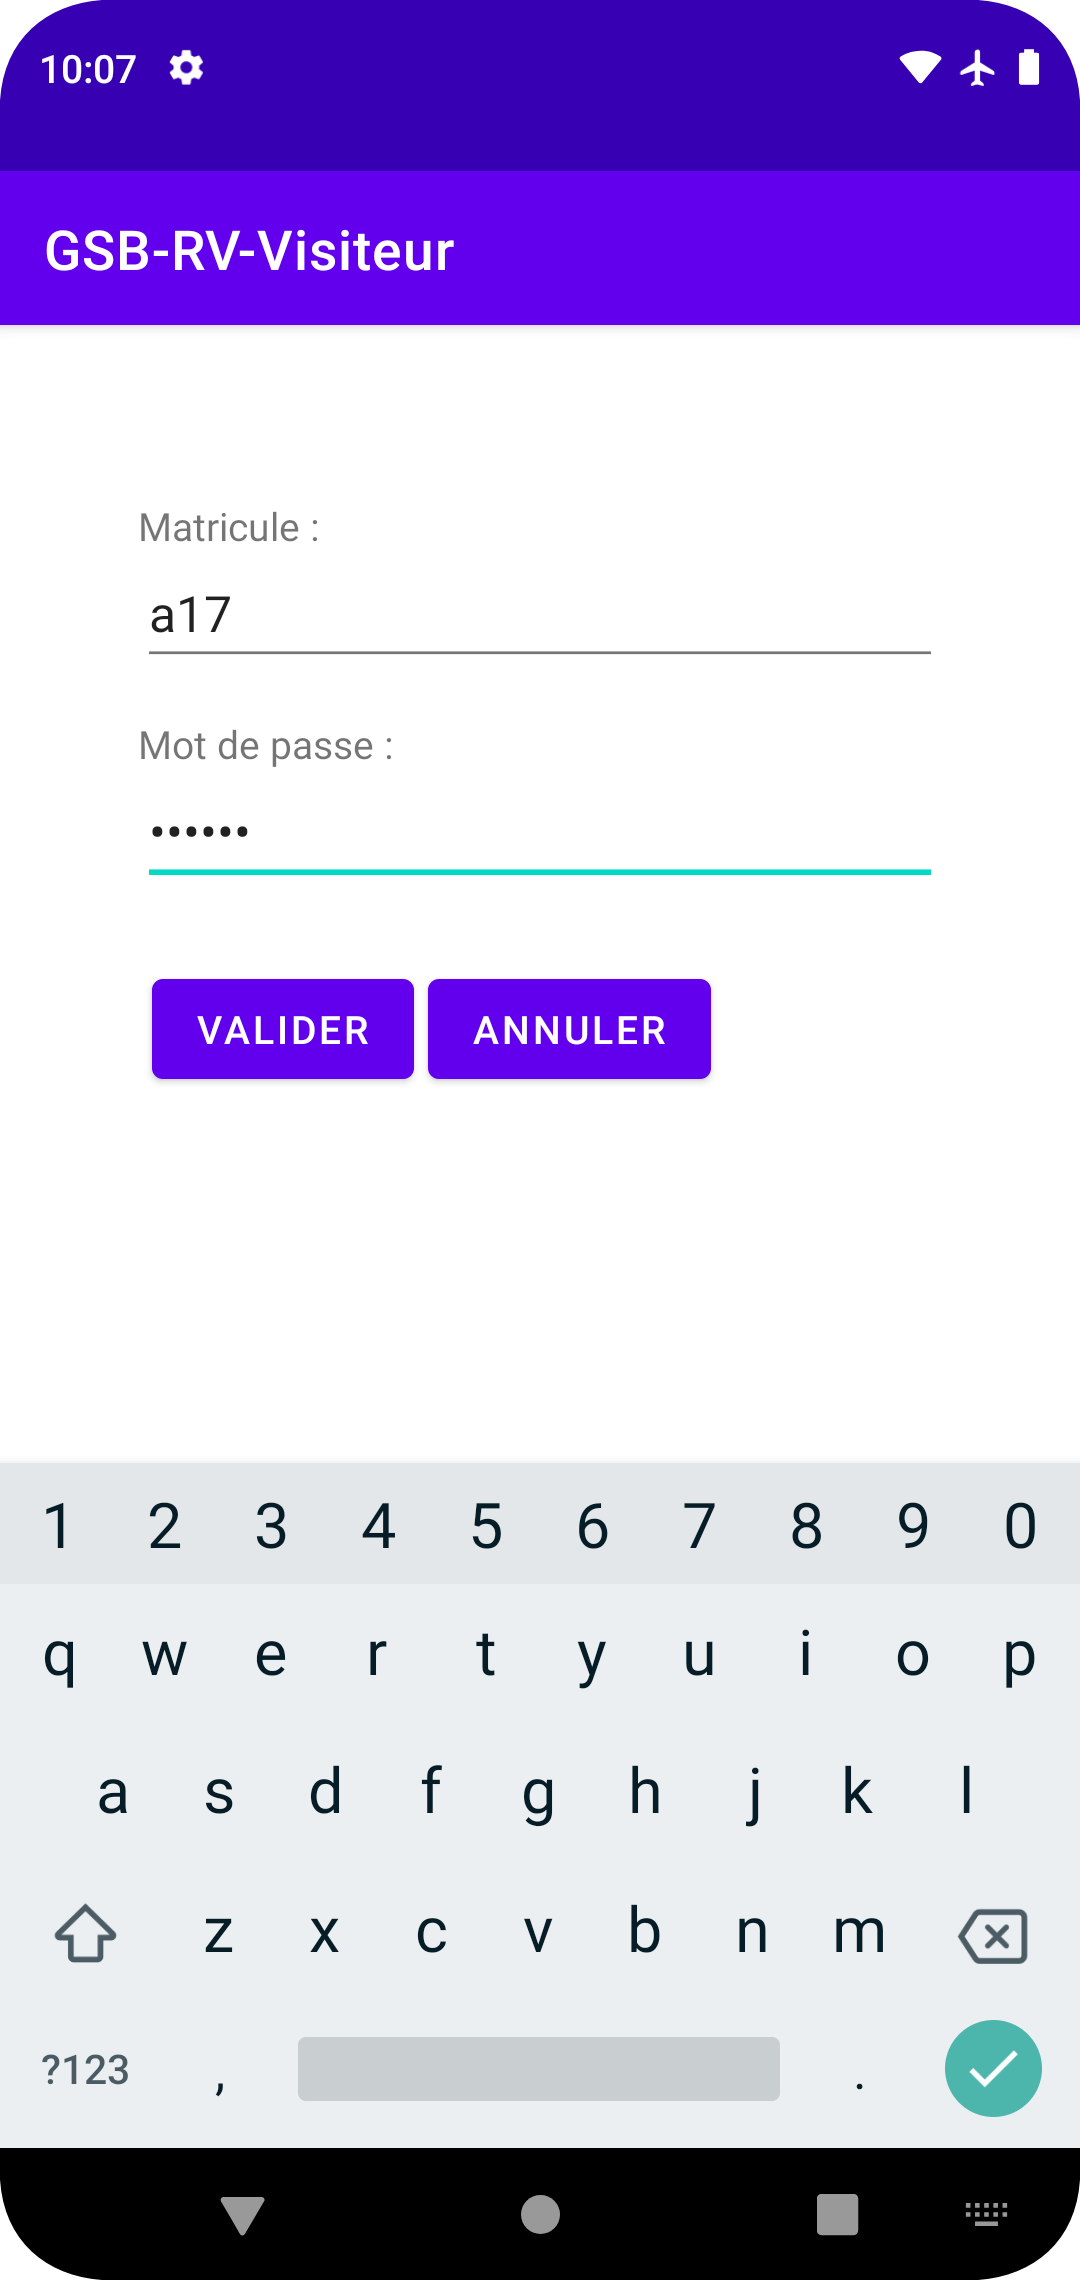 10:07
GSB-RV-Visiteur
Matricule :
a17
Mot de passe :
••••••
VALIDER ANNULER
1 2 3 4 5 6 7 8 9 0
q w e r t y u i o p
a s d f g h j k l
z x c v b n m
?123 , .